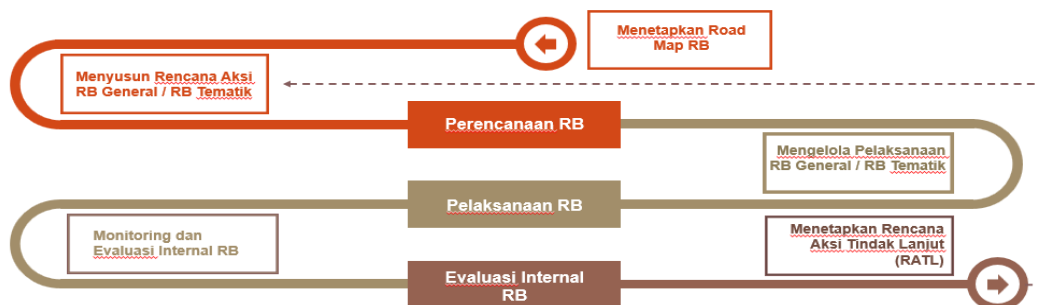 Menetapkan Road
Map RB
Menyusun Rencana Aksi
RB General / RB Tematik
Perencanaan RB
Mengelola Pelaksanaan
RB General / RB Tematik
Pelaksanaan RB
Monitoring dan
Evaluasi Internal RB
Menetapkan Rencana
Aksi Tindak Lanjut
(RATL)
Evaluasi Internal
RB